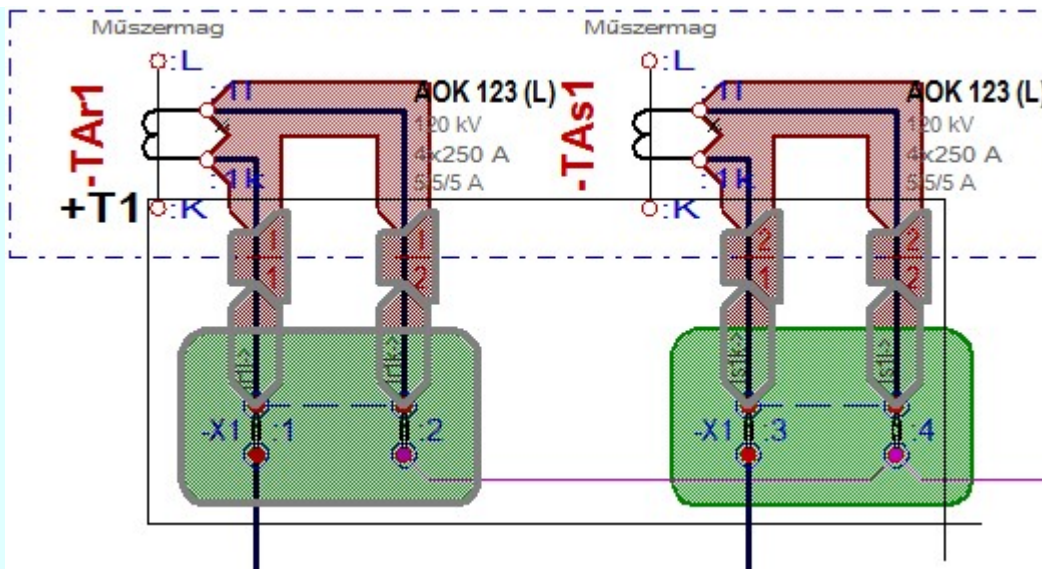 Műszermag
Műszermag
:L
:L
-TAr1
:1l
AOK 123 (L)
120 kV
4x250 A
5/5/5 A
-TAs1
:1l
AOK 123 (L)
120 kV
4x250 A
5/5/5 A
:1k
:1k
+T1
:K
:K
1
1
2
2
1
2
1
2
-X1
:1
:2
-X1
:3
:4